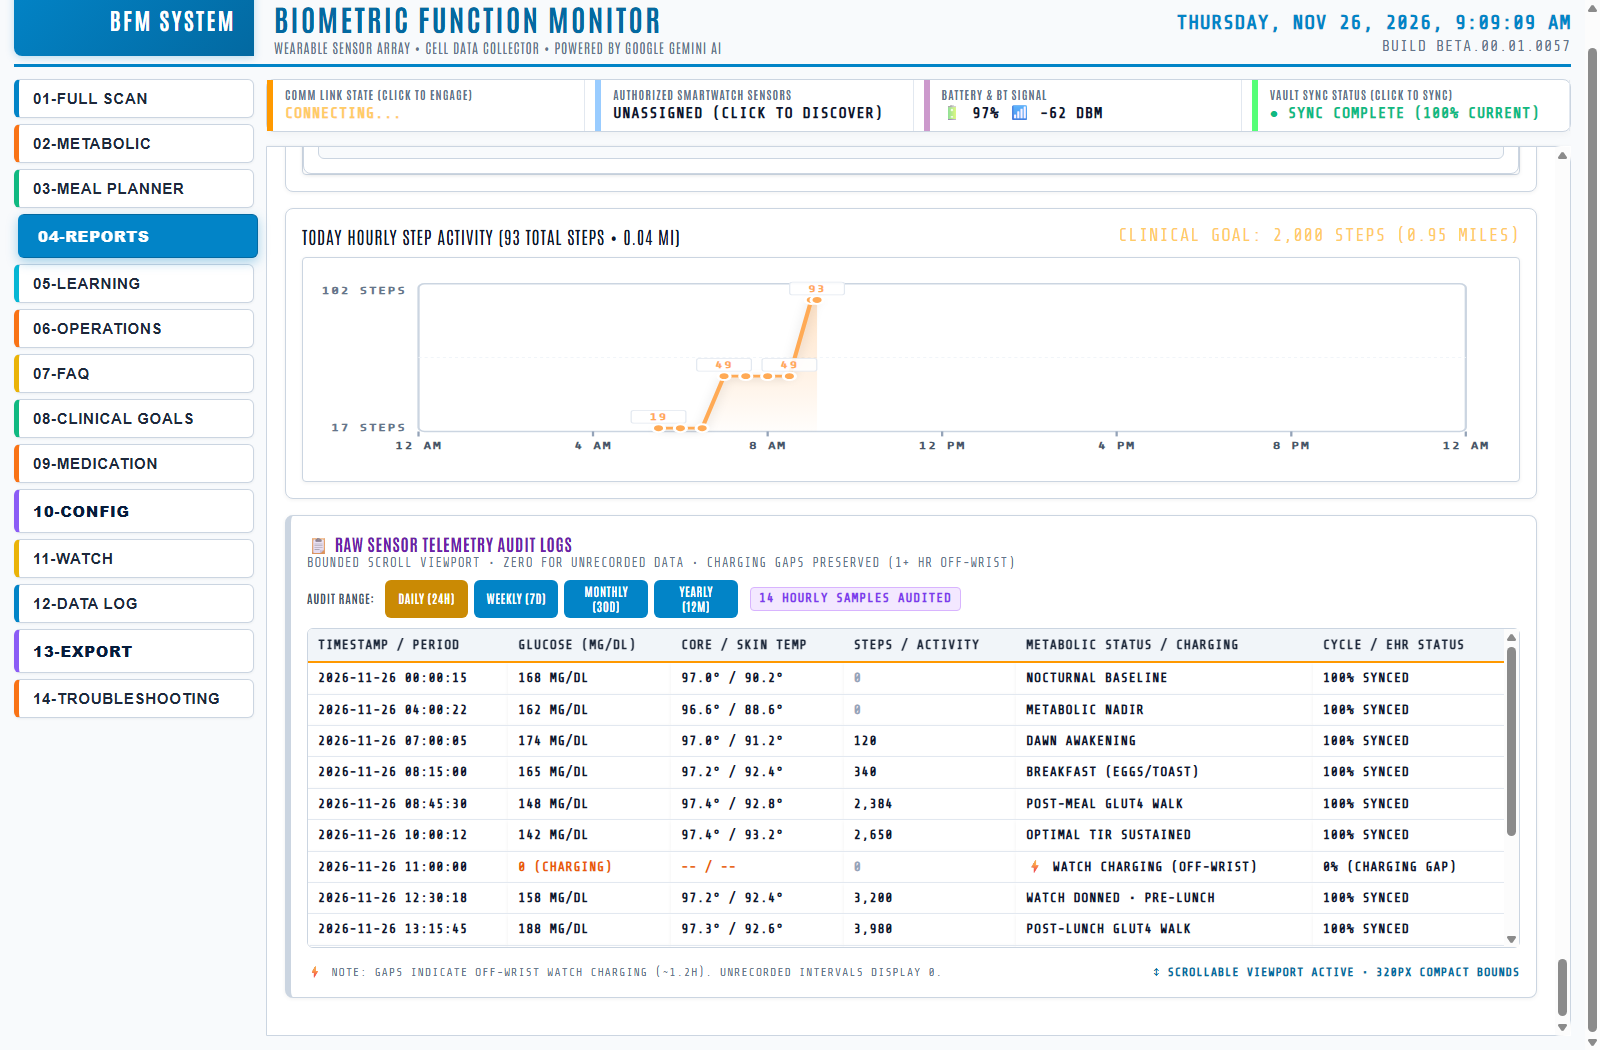 BFM SYSTEM
BIOMETRIC FUNCTION MONITOR
WEARABLE SENSOR ARRAY • CELL DATA COLLECTOR • POWERED BY GOOGLE GEMINI AI
THURSDAY, NOV 26, 2026, 9:09:09 AM
BUILD BETA.00.01.0057
01-FULL SCAN
02-METABOLIC
03-MEAL PLANNER
04-REPORTS
05-LEARNING
06-OPERATIONS
07-FAQ
08-CLINICAL GOALS
09-MEDICATION
10-CONFIG
11-WATCH
12-DATA LOG
13-EXPORT
14-TROUBLESHOOTING
COMM LINK STATE (CLICK TO ENGAGE)
CONNECTING...
AUTHORIZED SMARTWATCH SENSORS
UNASSIGNED (CLICK TO DISCOVER)
BATTERY & BT SIGNAL
🔋 97% 📶 -62 DBM
VAULT SYNC STATUS (CLICK TO SYNC)
● SYNC COMPLETE (100% CURRENT)
TODAY HOURLY STEP ACTIVITY (93 TOTAL STEPS • 0.04 MI)
CLINICAL GOAL: 2,000 STEPS (0.95 MILES)
102 STEPS
93
49 49
19
17 STEPS
12 AM 4 AM 8 AM 12 PM 4 PM 8 PM 12 AM
📋 RAW SENSOR TELEMETRY AUDIT LOGS
BOUNDED SCROLL VIEWPORT · ZERO FOR UNRECORDED DATA · CHARGING GAPS PRESERVED (1+ HR OFF-WRIST)
AUDIT RANGE: DAILY (24H) WEEKLY (7D) MONTHLY (30D) YEARLY (12M) 14 HOURLY SAMPLES AUDITED
TIMESTAMP / PERIOD GLUCOSE (MG/DL) CORE / SKIN TEMP STEPS / ACTIVITY METABOLIC STATUS / CHARGING CYCLE / EHR STATUS
2026-11-26 00:00:15 168 MG/DL 97.0° / 90.2° 0 NOCTURNAL BASELINE 100% SYNCED
2026-11-26 04:00:22 162 MG/DL 96.6° / 88.6° 0 METABOLIC NADIR 100% SYNCED
2026-11-26 07:00:05 174 MG/DL 97.0° / 91.2° 120 DAWN AWAKENING 100% SYNCED
2026-11-26 08:15:00 165 MG/DL 97.2° / 92.4° 340 BREAKFAST (EGGS/TOAST) 100% SYNCED
2026-11-26 08:45:30 148 MG/DL 97.4° / 92.8° 2,384 POST-MEAL GLUT4 WALK 100% SYNCED
2026-11-26 10:00:12 142 MG/DL 97.4° / 93.2° 2,650 OPTIMAL TIR SUSTAINED 100% SYNCED
2026-11-26 11:00:00 0 (CHARGING) -- / -- 0 ⚡ WATCH CHARGING (OFF-WRIST) 0% (CHARGING GAP)
2026-11-26 12:30:18 158 MG/DL 97.2° / 92.4° 3,200 WATCH DONNED · PRE-LUNCH 100% SYNCED
2026-11-26 13:15:45 188 MG/DL 97.3° / 92.6° 3,980 POST-LUNCH GLUT4 WALK 100% SYNCED
⚡ NOTE: GAPS INDICATE OFF-WRIST WATCH CHARGING (~1.2H). UNRECORDED INTERVALS DISPLAY 0.
↕ SCROLLABLE VIEWPORT ACTIVE · 320PX COMPACT BOUNDS